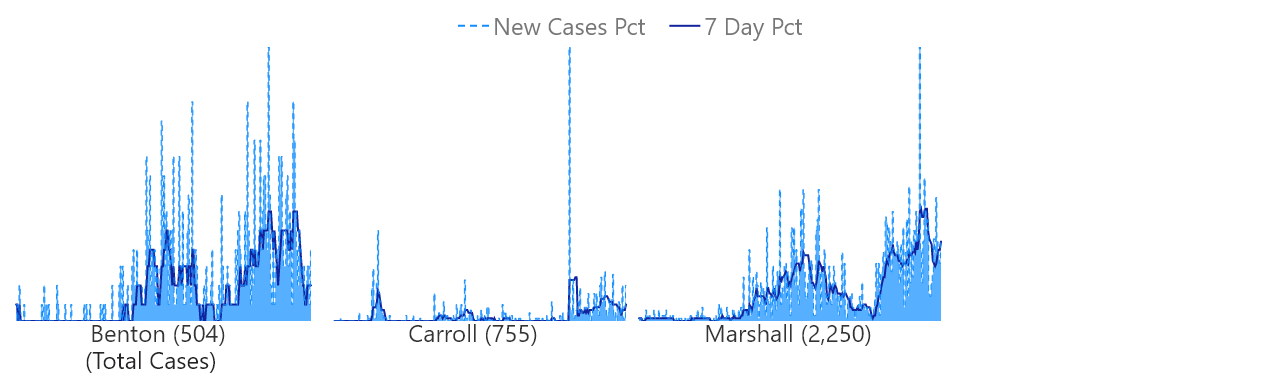 New Cases Pct 7 Day Pct
Benton (504) Carroll (755) Marshall (2,250)
(Total Cases)